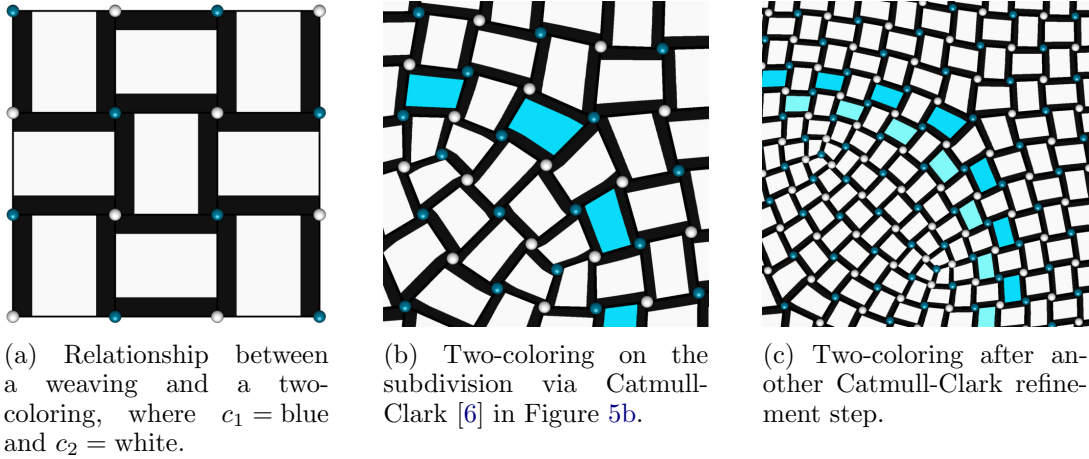 (a) Relationship between
a weaving and a two-
coloring, where c₁ = blue
and c₂ = white.
(b) Two-coloring on the
subdivision via Catmull-
Clark [6] in Figure 5b.
(c) Two-coloring after an-
other Catmull-Clark refine-
ment step.